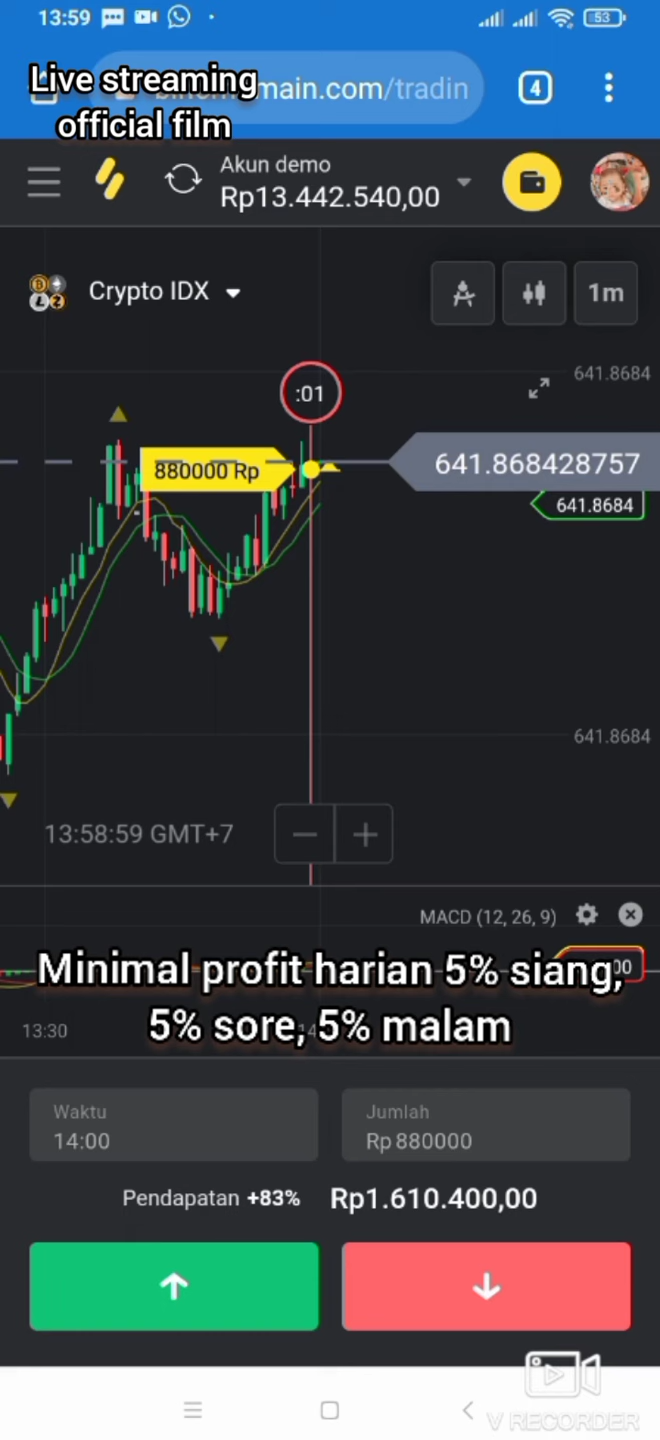 13:59
53
Live streaming
official film
main.com/tradin
4
Akun demo
Rp13.442.540,00
Crypto IDX
1m
:01
641.8684
880000 Rp
641.868428757
641.8684
641.8684
13:58:59 GMT+7
MACD (12, 26, 9)
00
Minimal profit harian 5% siang,
5% sore, 5% malam
13:30
Waktu
14:00
Jumlah
Rp 880000
Pendapatan +83%
Rp1.610.400,00
V RECORDER